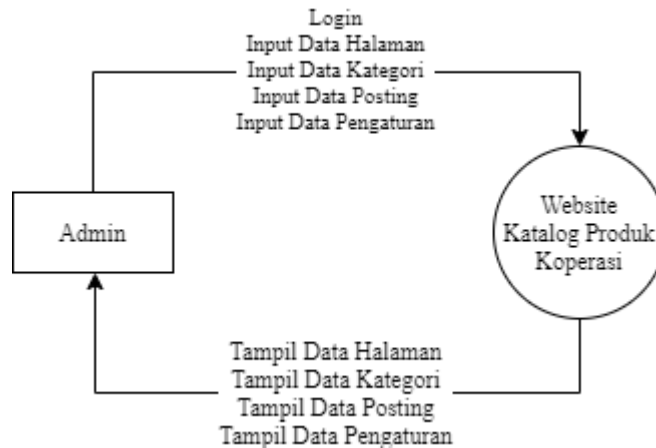 Login
Input Data Halaman
Input Data Kategori
Input Data Posting
Input Data Pengaturan
Admin
Website
Katalog Produk
Koperasi
Tampil Data Halaman
Tampil Data Kategori
Tampil Data Posting
Tampil Data Pengaturan